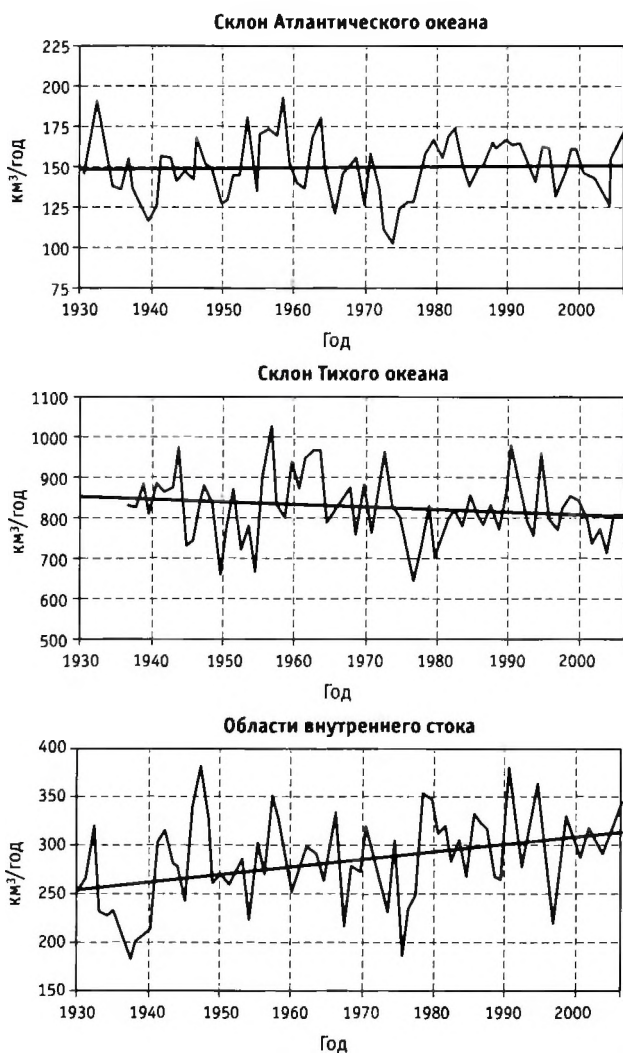 Склон Атлантического океана
км³/год
225
200
175
150
125
100
75
1930 1940 1950 1960 1970 1980 1990 2000
Год
Склон Тихого океана
км³/год
1100
1000
900
800
700
600
500
1930 1940 1950 1960 1970 1980 1990 2000
Год
Области внутреннего стока
км³/год
400
350
300
250
200
150
1930 1940 1950 1960 1970 1980 1990 2000
Год